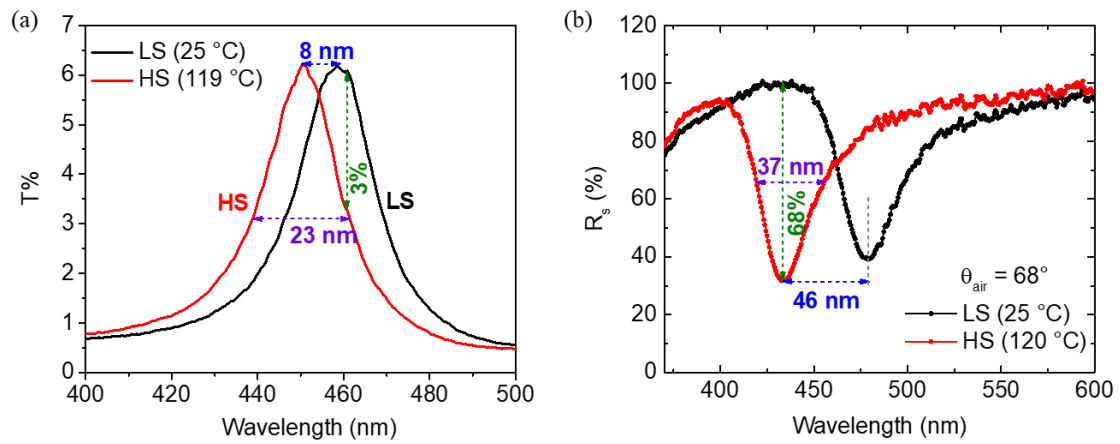 (a)
7
6
5
4
3
2
1
0
T%
LS (25 °C)
HS (119 °C)
8 nm
3%
HS
LS
23 nm
400
420
440
460
480
500
Wavelength (nm)
(b)
120
100
80
60
40
20
0
R_s (%)
37 nm
68%
46 nm
θ_air = 68°
LS (25 °C)
HS (120 °C)
400
450
500
550
600
Wavelength (nm)